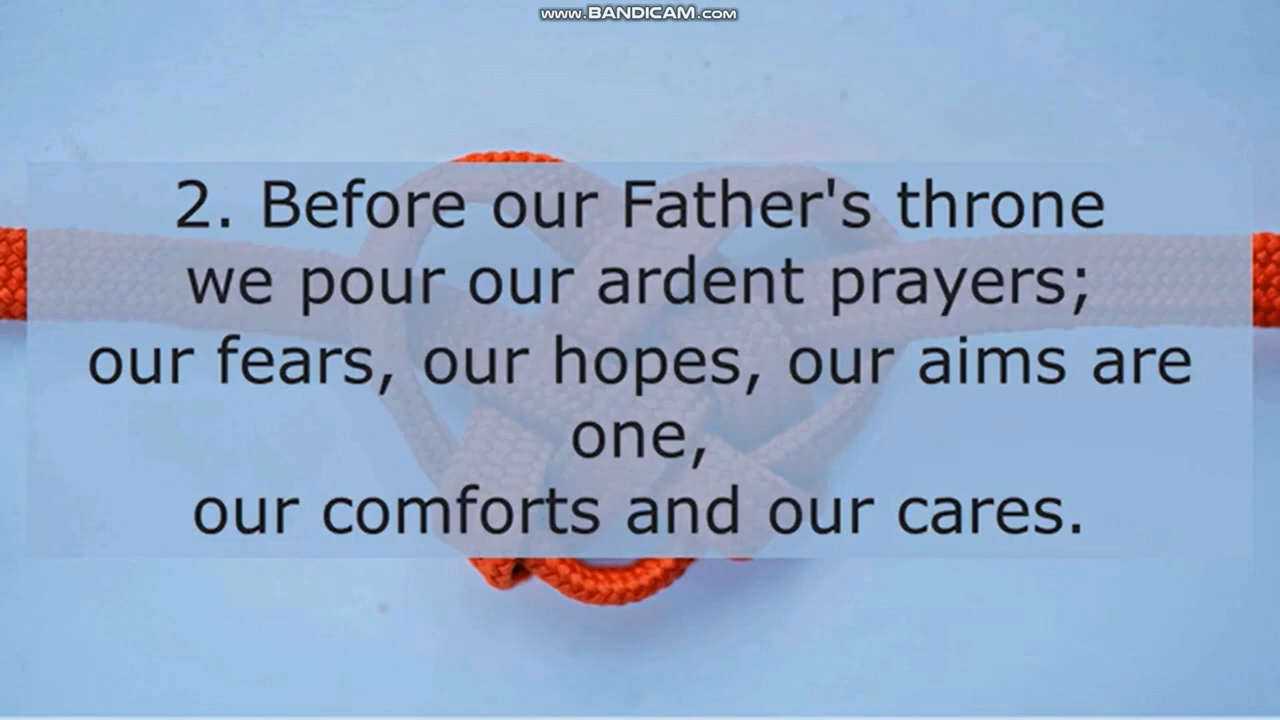 www.BANDICAM.com
2. Before our Father's throne
we pour our ardent prayers;
our fears, our hopes, our aims are
one,
our comforts and our cares.